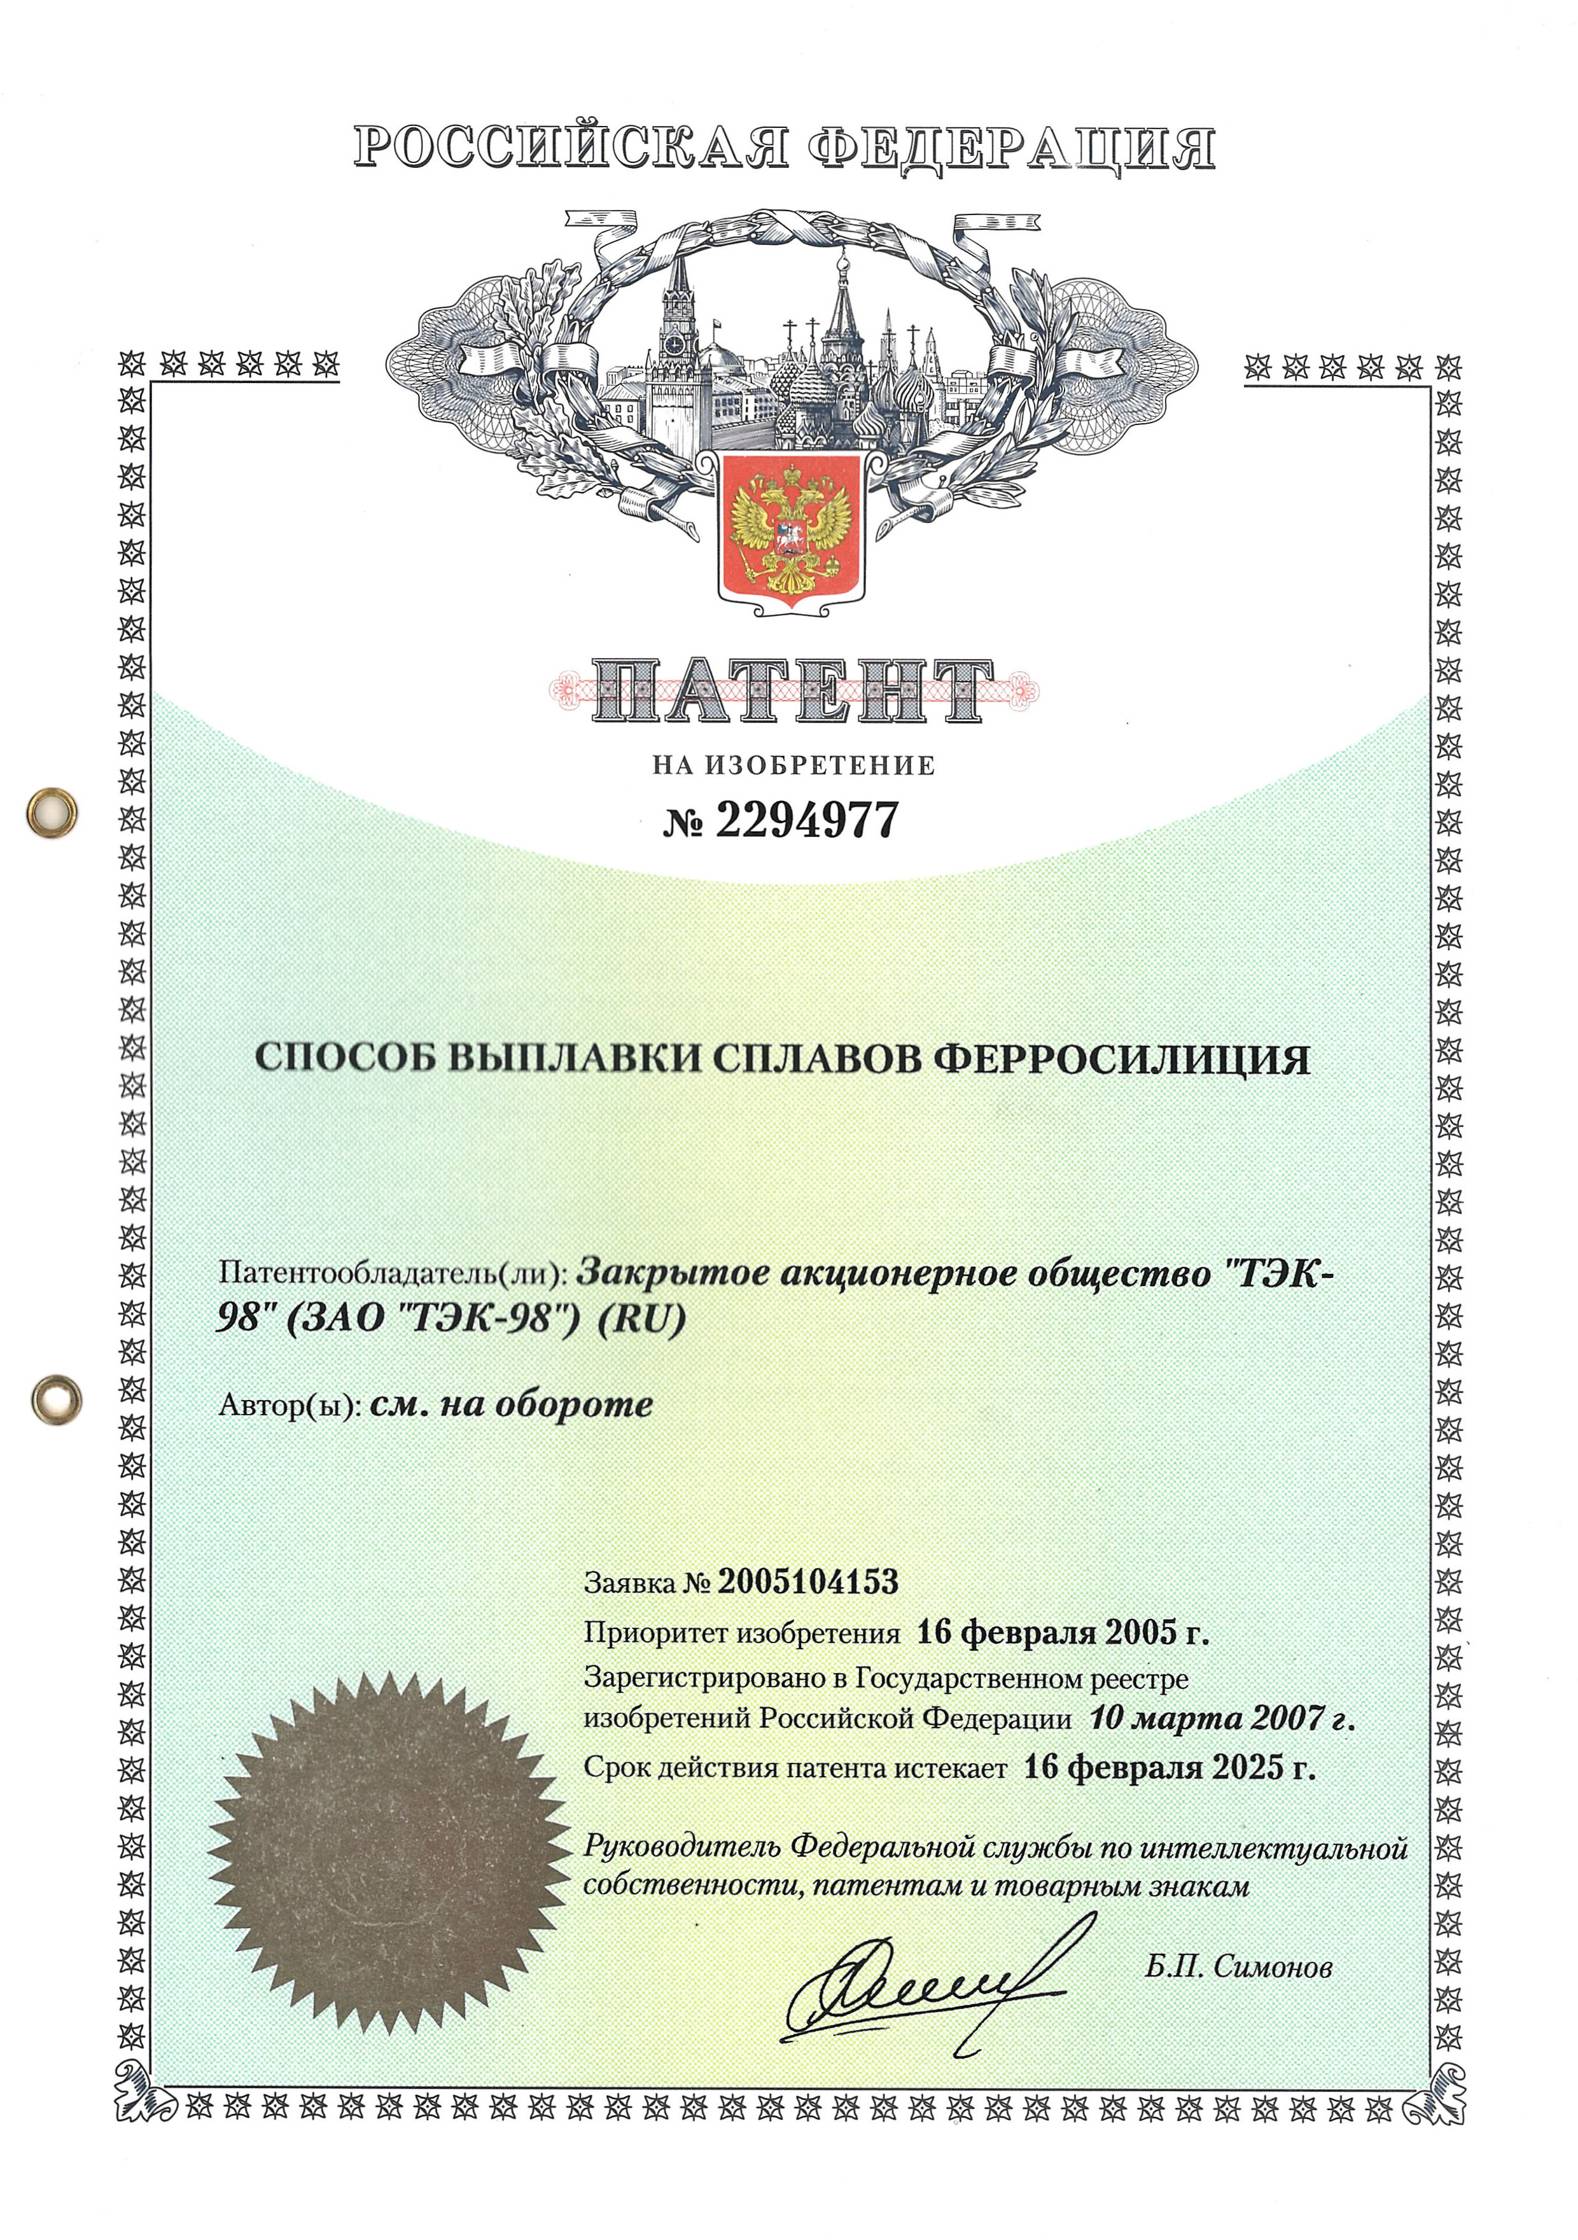 РОССИЙСКАЯ ФЕДЕРАЦИЯ
ПАТЕНТ
НА ИЗОБРЕТЕНИЕ
№ 2294977
СПОСОБ ВЫПЛАВКИ СПЛАВОВ ФЕРРОСИЛИЦИЯ
Патентообладатель(ли): Закрытое акционерное общество "ТЭК-
98" (ЗАО "ТЭК-98") (RU)
Автор(ы): см. на обороте
Заявка № 2005104153
Приоритет изобретения 16 февраля 2005 г.
Зарегистрировано в Государственном реестре
изобретений Российской Федерации 10 марта 2007 г.
Срок действия патента истекает 16 февраля 2025 г.
Руководитель Федеральной службы по интеллектуальной
собственности, патентам и товарным знакам
Б.П. Симонов